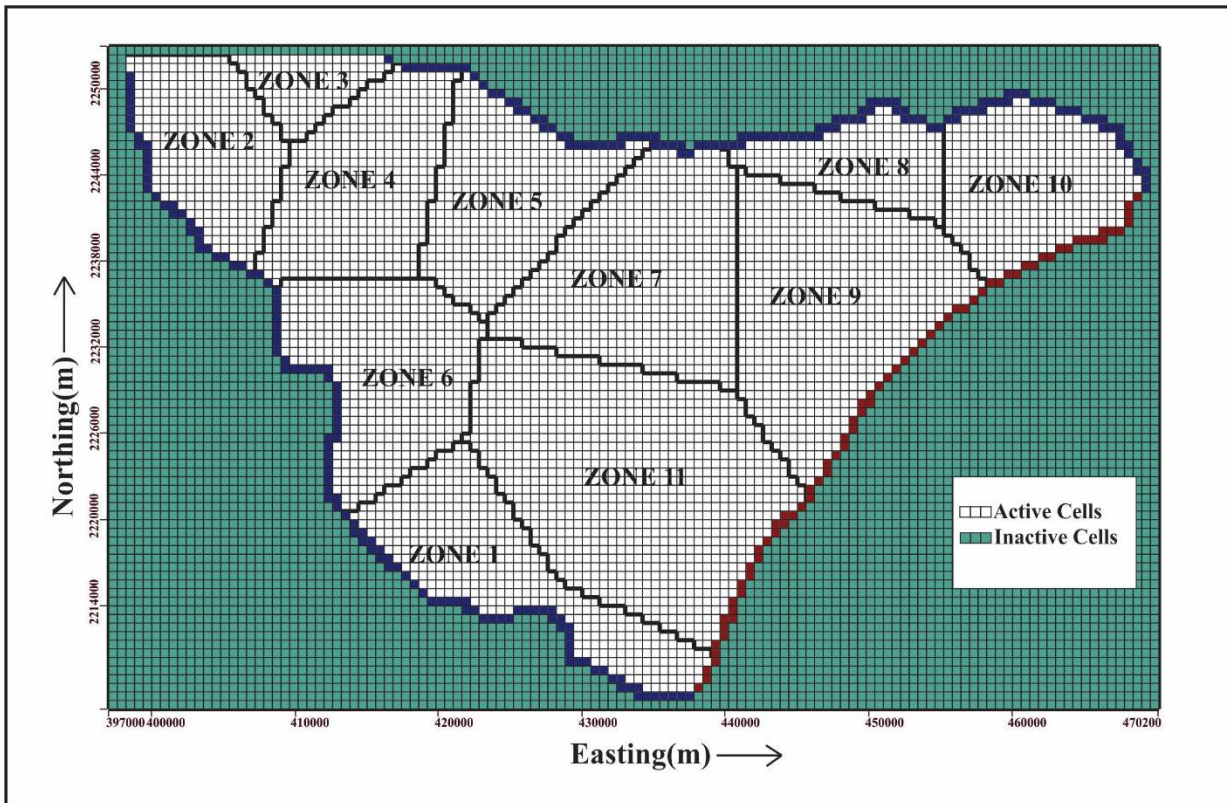 ZONE 3
2250000
ZONE 2
ZONE 8
2244000
ZONE 4
ZONE 10
ZONE 5
2238000
ZONE 7
ZONE 9
2232000
ZONE 6
2226000
ZONE 11
2220000
Active Cells
Inactive Cells
ZONE 1
2214000
Northing(m)
397000 400000 410000 420000 430000 440000 450000 460000 470200
Easting(m)